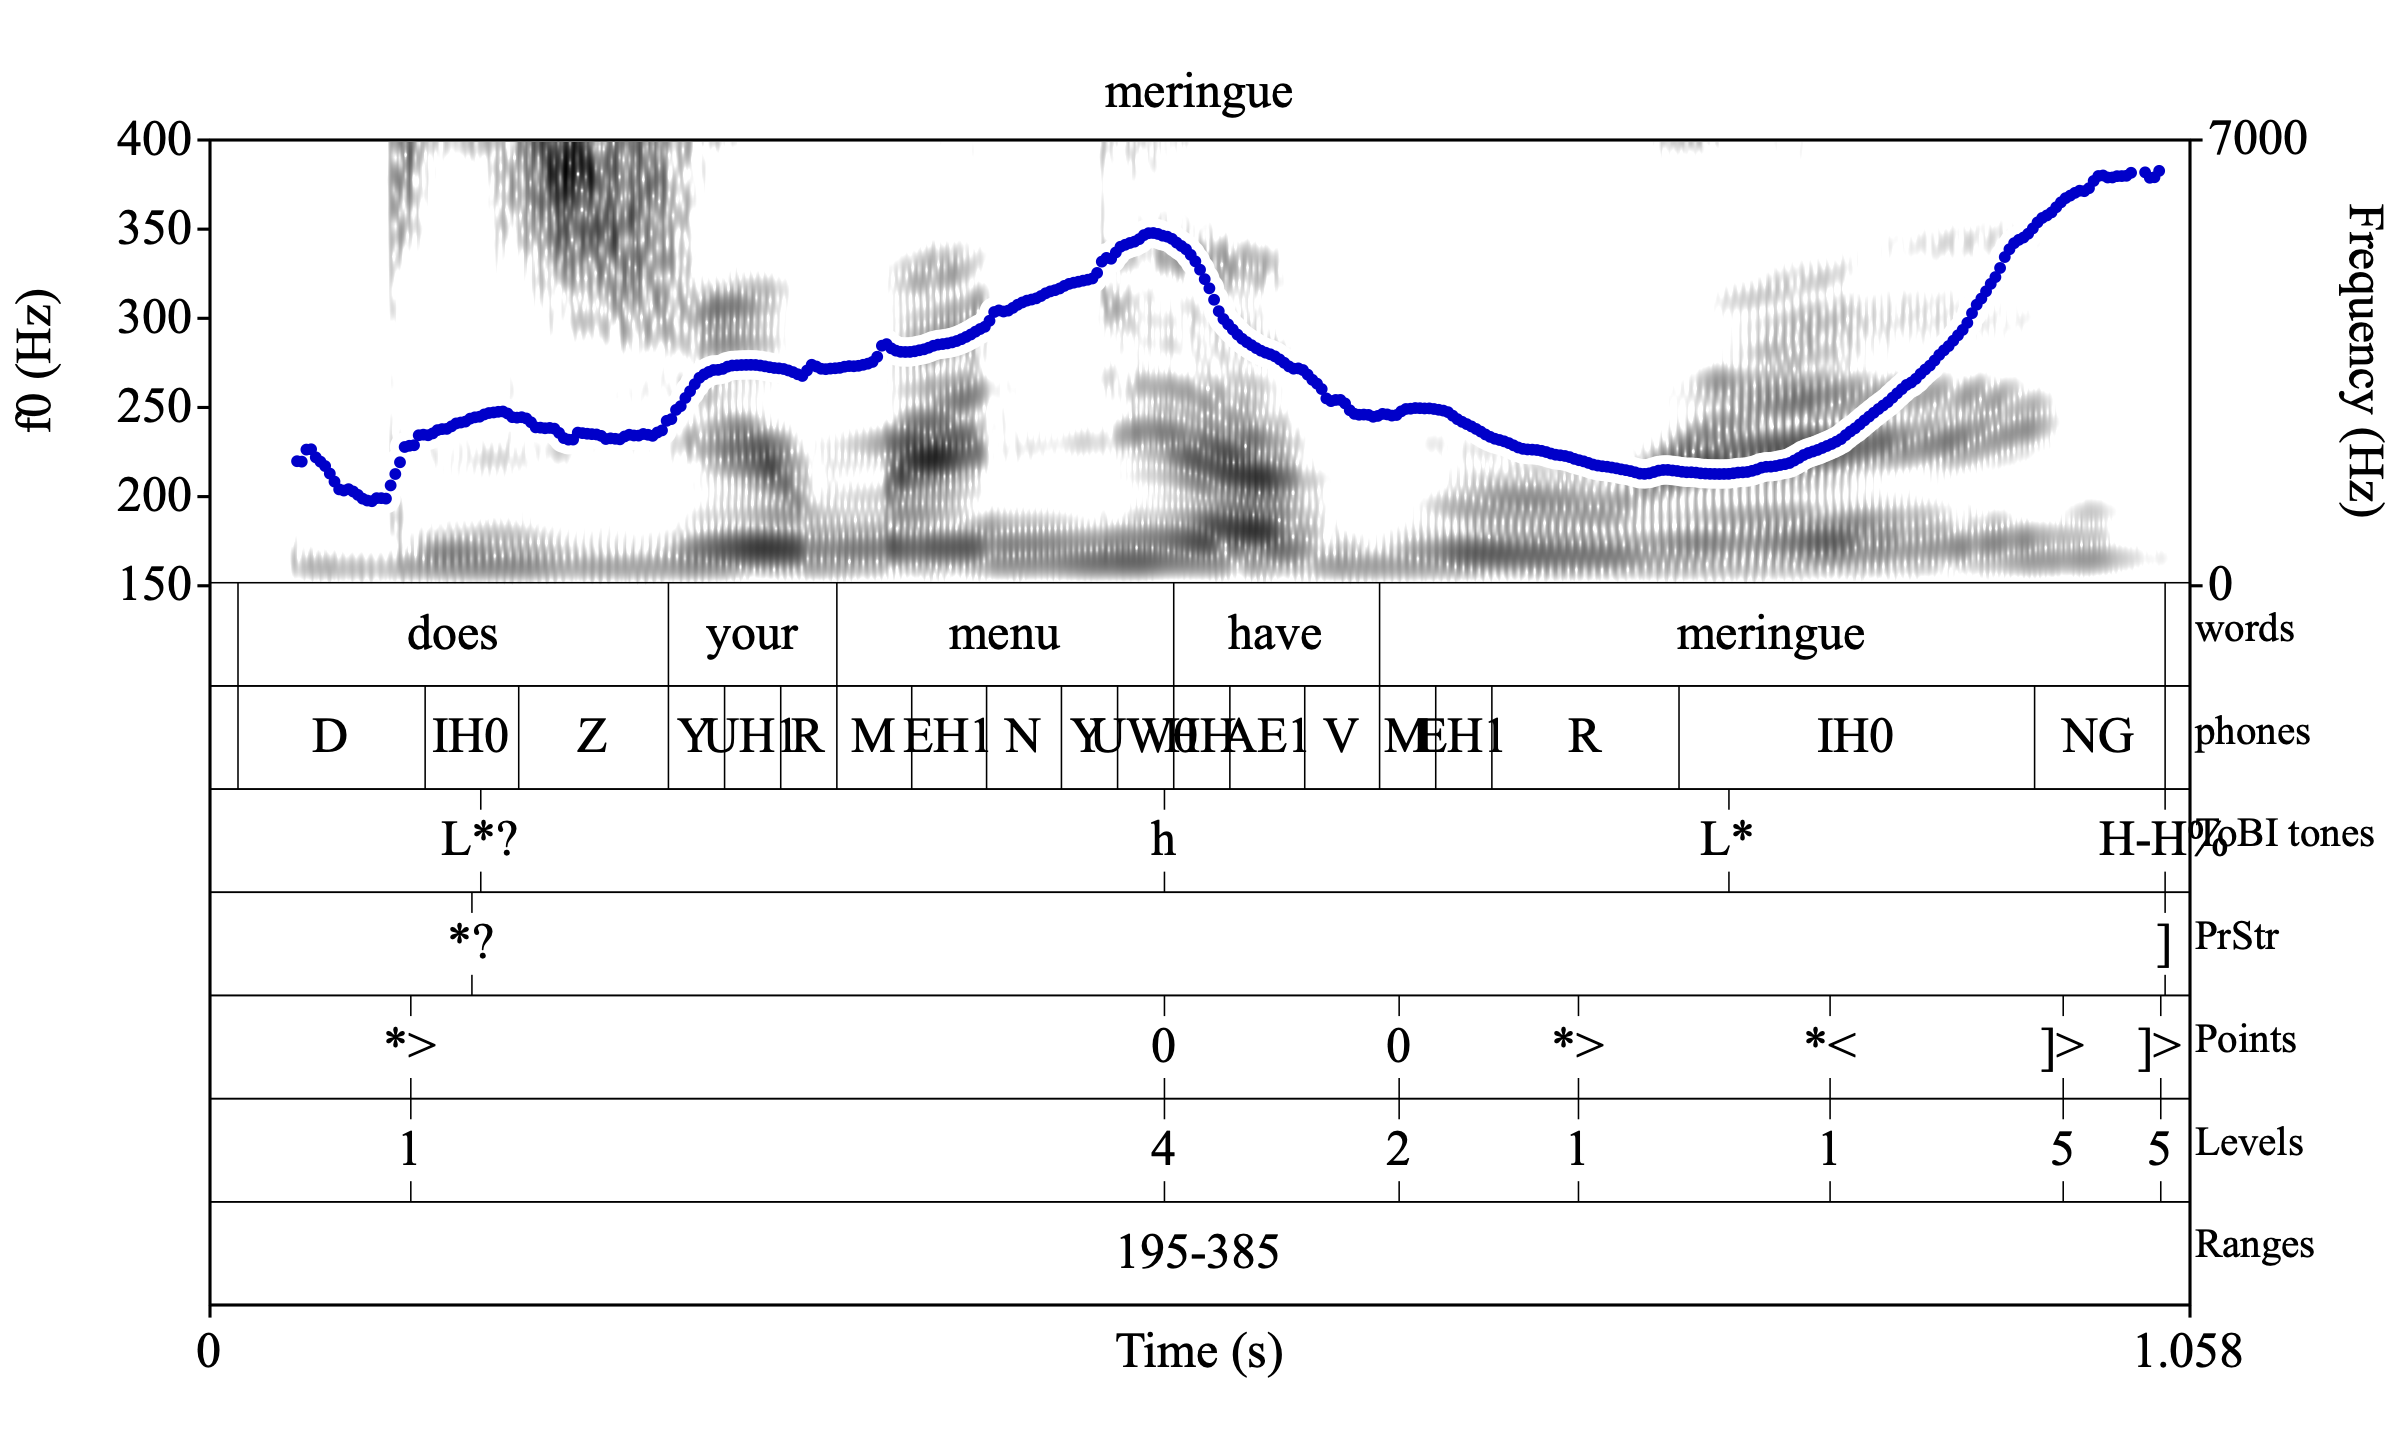 meringue
400
350
300
250
200
150
f0 (Hz)
7000
0
Frequency (Hz)
does your menu have meringue words
D IH0 Z Y UH1 R M EH1 N Y UW0 HH AE1 V M EH1 R IH0 NG phones
L*? h L* H-H% ToBI tones
*? ] PrStr
*> 0 0 *> *< ]> ]> Points
1 4 2 1 1 5 5 Levels
195-385 Ranges
0 Time (s) 1.058